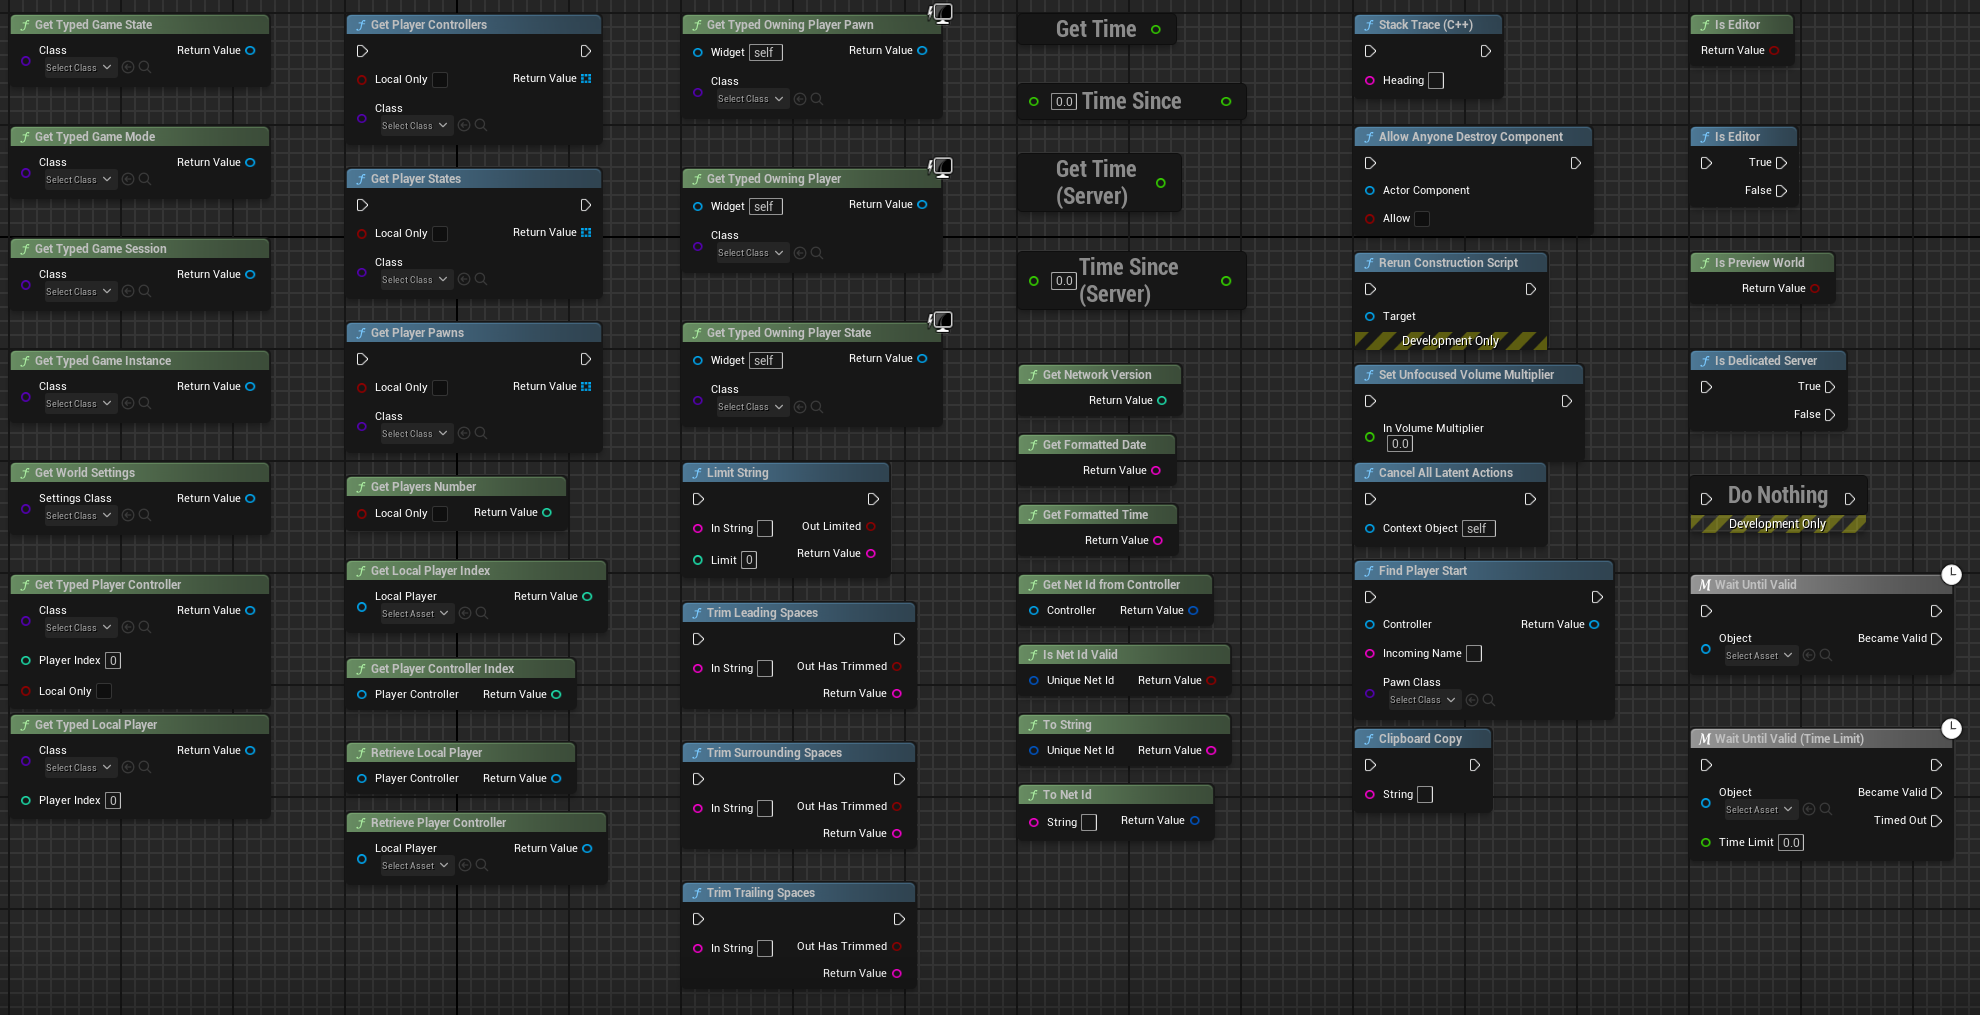 Get Typed Game State
Class
Return Value
Select Class
Get Typed Game Mode
Class
Return Value
Select Class
Get Typed Game Session
Class
Return Value
Select Class
Get Typed Game Instance
Class
Return Value
Select Class
Get World Settings
Settings Class
Return Value
Select Class
Get Typed Player Controller
Class
Return Value
Select Class
Player Index 0
Local Only
Get Typed Local Player
Class
Return Value
Select Class
Player Index 0
Get Player Controllers
Local Only
Return Value
Class
Select Class
Get Player States
Local Only
Return Value
Class
Select Class
Get Player Pawns
Local Only
Return Value
Class
Select Class
Get Players Number
Local Only
Return Value
Get Local Player Index
Local Player
Return Value
Select Asset
Get Player Controller Index
Player Controller
Return Value
Retrieve Local Player
Player Controller
Return Value
Retrieve Player Controller
Local Player
Return Value
Select Asset
Get Typed Owning Player Pawn
Widget self
Return Value
Class
Select Class
Get Typed Owning Player
Widget self
Return Value
Class
Select Class
Get Typed Owning Player State
Widget self
Return Value
Class
Select Class
Limit String
In String
Out Limited
Return Value
Limit 0
Trim Leading Spaces
In String
Out Has Trimmed
Return Value
Trim Surrounding Spaces
In String
Out Has Trimmed
Return Value
Trim Trailing Spaces
In String
Out Has Trimmed
Return Value
Get Time
0.0 Time Since
Get Time
(Server)
0.0 Time Since
(Server)
Get Network Version
Return Value
Get Formatted Date
Return Value
Get Formatted Time
Return Value
Get Net Id from Controller
Controller
Return Value
Is Net Id Valid
Unique Net Id
Return Value
To String
Unique Net Id
Return Value
To Net Id
String
Return Value
Stack Trace (C++)
Heading
Allow Anyone Destroy Component
Actor Component
Allow
Rerun Construction Script
Target
Development Only
Set Unfocused Volume Multiplier
In Volume Multiplier
0.0
Cancel All Latent Actions
Context Object self
Find Player Start
Controller
Return Value
Incoming Name
Pawn Class
Select Class
Clipboard Copy
String
Is Editor
Return Value
Is Editor
True
False
Is Preview World
Return Value
Is Dedicated Server
True
False
Do Nothing
Development Only
Wait Until Valid
Object
Became Valid
Select Asset
Wait Until Valid (Time Limit)
Object
Became Valid
Select Asset
Timed Out
Time Limit 0.0